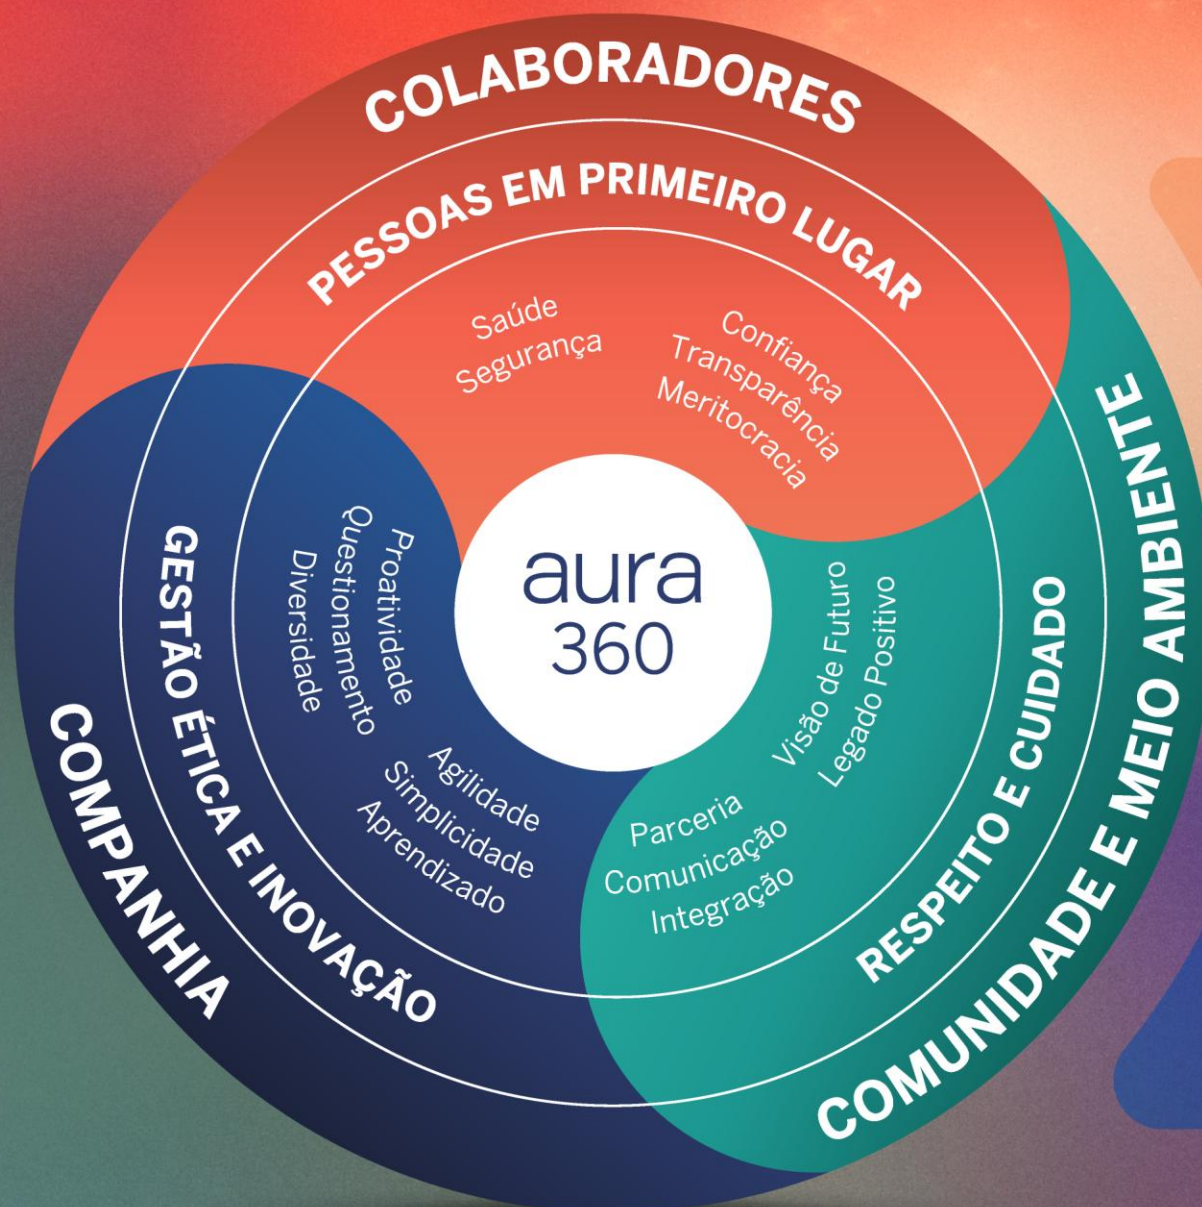 COLABORADORES
PESSOAS EM PRIMEIRO LUGAR
Saúde
Segurança
Confiança
Transparência
Meritocracia
COMUNIDADE E MEIO AMBIENTE
RESPEITO E CUIDADO
Visão de Futuro
Legado Positivo
Parceria
Comunicação
Integração
COMPANHIA
GESTÃO ÉTICA E INOVAÇÃO
Proatividade
Questionamento
Diversidade
Agilidade
Simplicidade
Aprendizado
aura
360